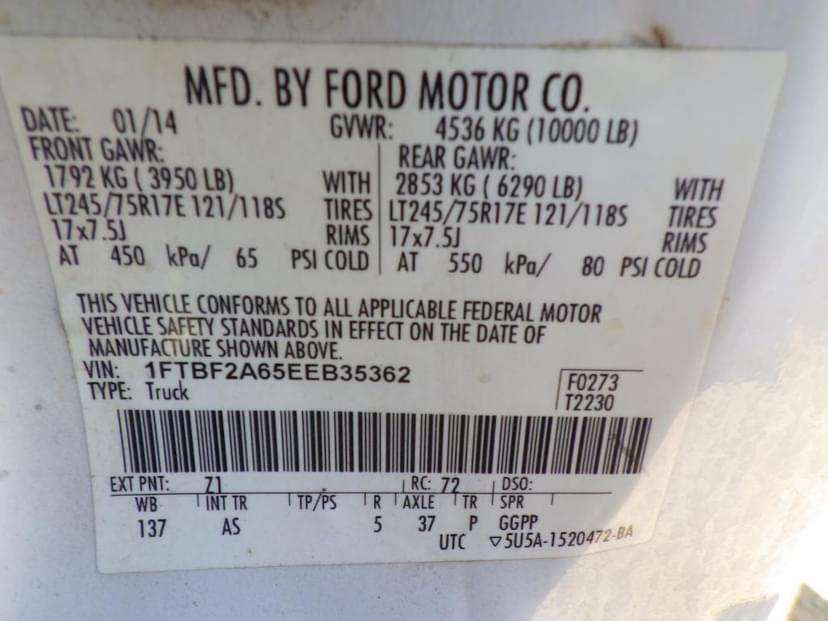 MFD. BY FORD MOTOR CO.
DATE: 01/14 GVWR: 4536 KG (10000 LB)
FRONT GAWR: REAR GAWR:
1792 KG ( 3950 LB) WITH 2853 KG ( 6290 LB) WITH
LT245/75R17E 121/118S TIRES LT245/75R17E 121/118S TIRES
17x7.5J RIMS 17x7.5J RIMS
AT 450 kPa/ 65 PSI COLD AT 550 kPa/ 80 PSI COLD
THIS VEHICLE CONFORMS TO ALL APPLICABLE FEDERAL MOTOR
VEHICLE SAFETY STANDARDS IN EFFECT ON THE DATE OF
MANUFACTURE SHOWN ABOVE.
VIN: 1FTBF2A65EEB35362 F0273
TYPE: Truck T2230
EXT PNT: Z1 RC: 72 DSO:
WB INT TR TP/PS R AXLE TR SPR
137 AS 5 37 P GGPP
UTC ▽5U5A-1520472-BA